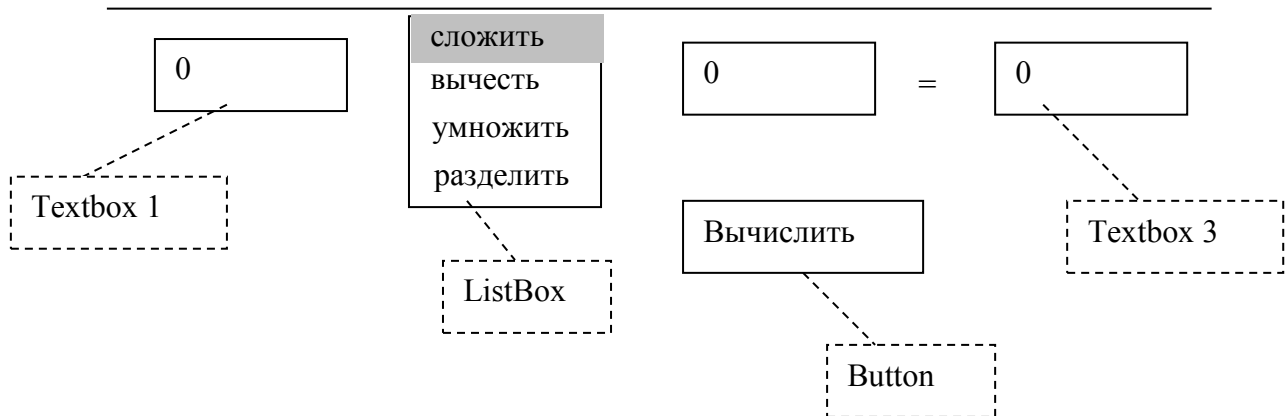 0
сложить
вычесть
умножить
разделить
0
=
0
Textbox 1
ListBox
Вычислить
Textbox 3
Button